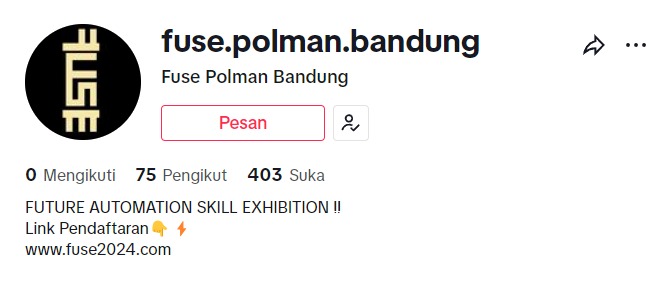 FUSE
fuse.polman.bandung
Fuse Polman Bandung
Pesan
0 Mengikuti 75 Pengikut 403 Suka
FUTURE AUTOMATION SKILL EXHIBITION !!
Link Pendaftaran👇⚡
www.fuse2024.com